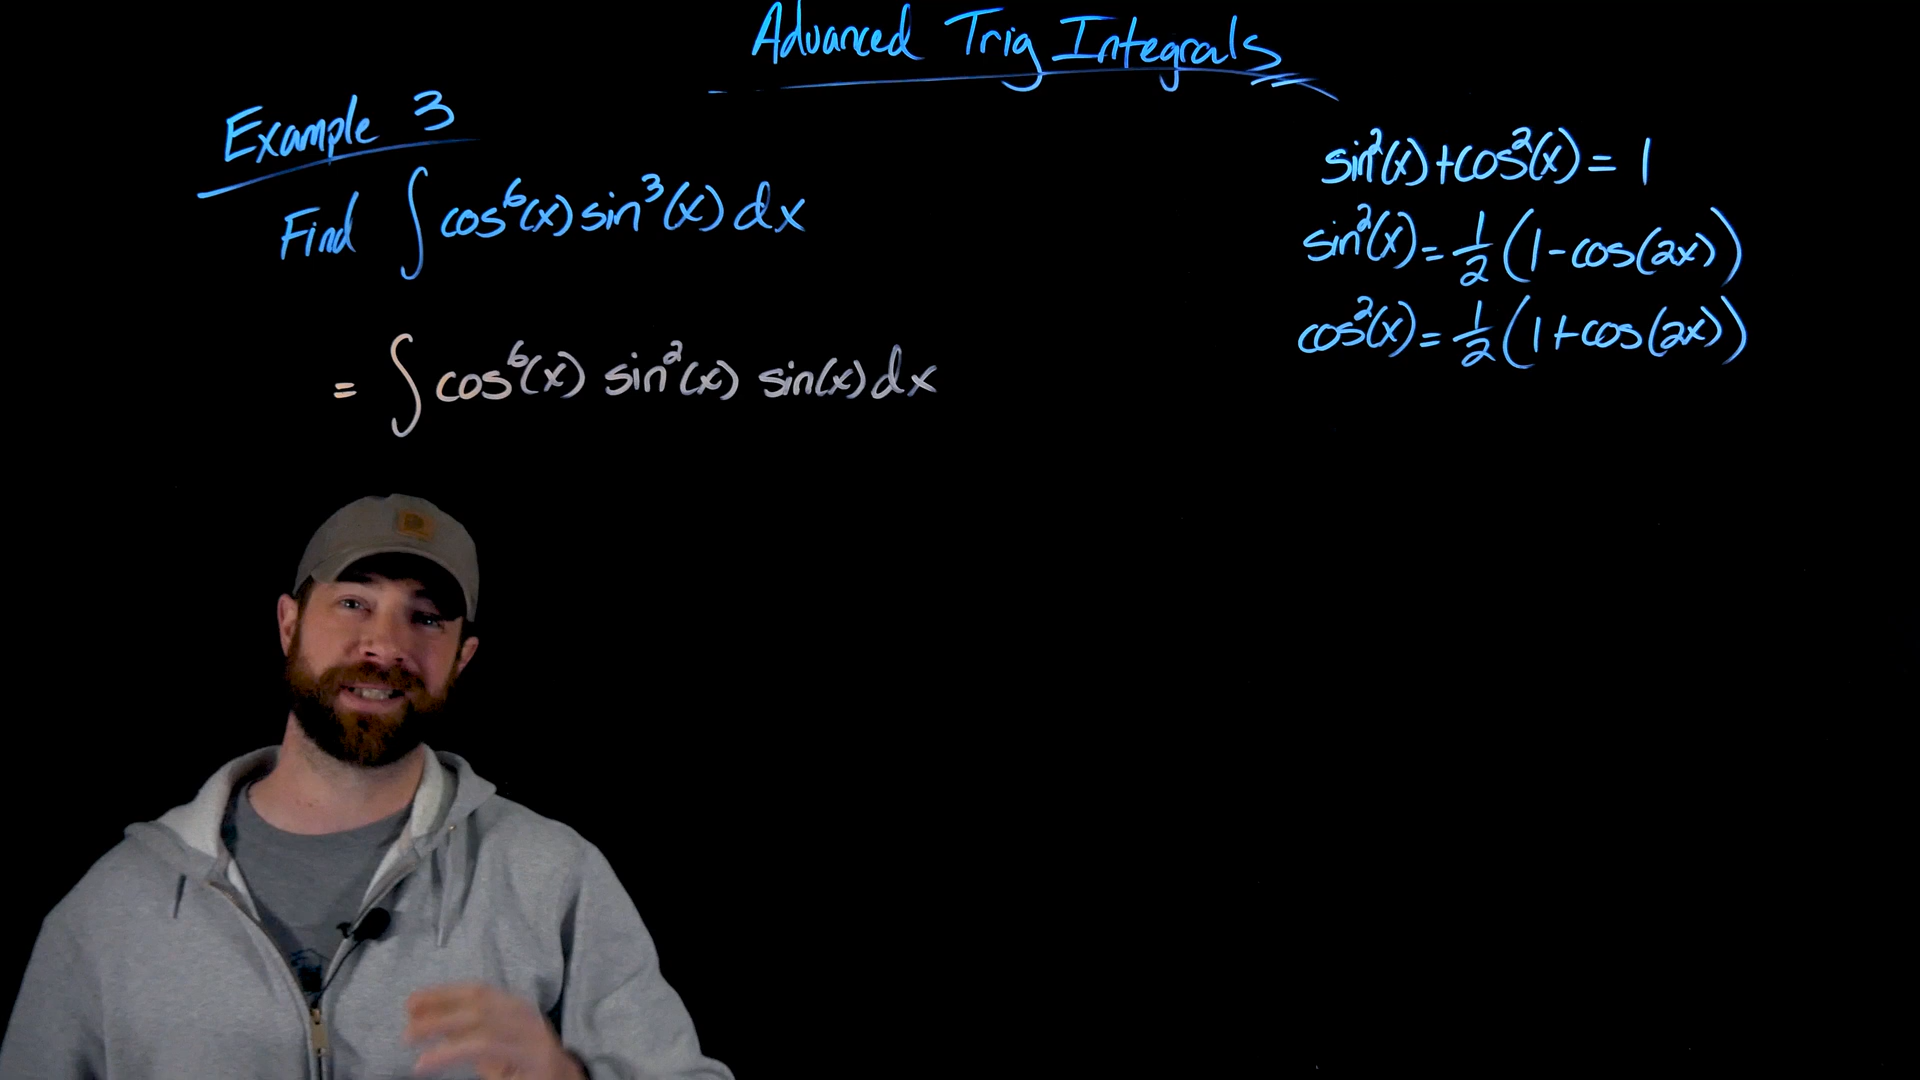 Advanced Trig Integrals
Example 3
Find ∫ cos⁶(x) sin³(x) dx
= ∫ cos⁶(x) sin²(x) sin(x) dx
sin²(x) + cos²(x) = 1
sin²(x) = 1/2 (1 - cos(2x))
cos²(x) = 1/2 (1 + cos(2x))